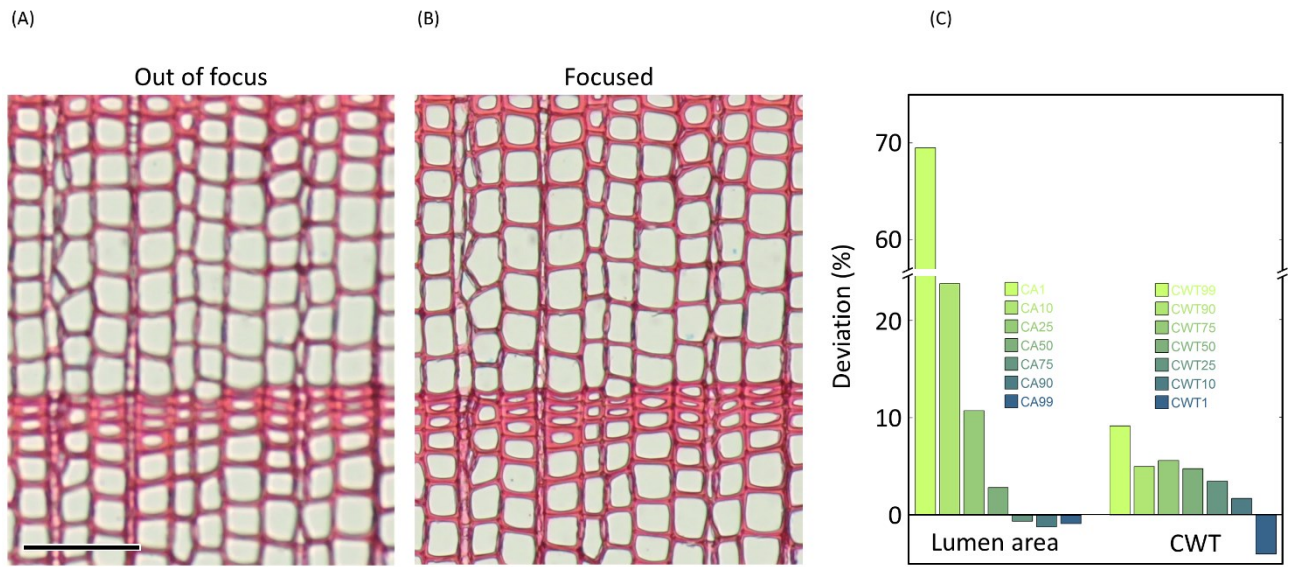 (A)
(B)
(C)
Out of focus
Focused
70
60
20
10
0
Deviation (%)
CA1
CA10
CA25
CA50
CA75
CA90
CA99
CWT99
CWT90
CWT75
CWT50
CWT25
CWT10
CWT1
Lumen area
CWT